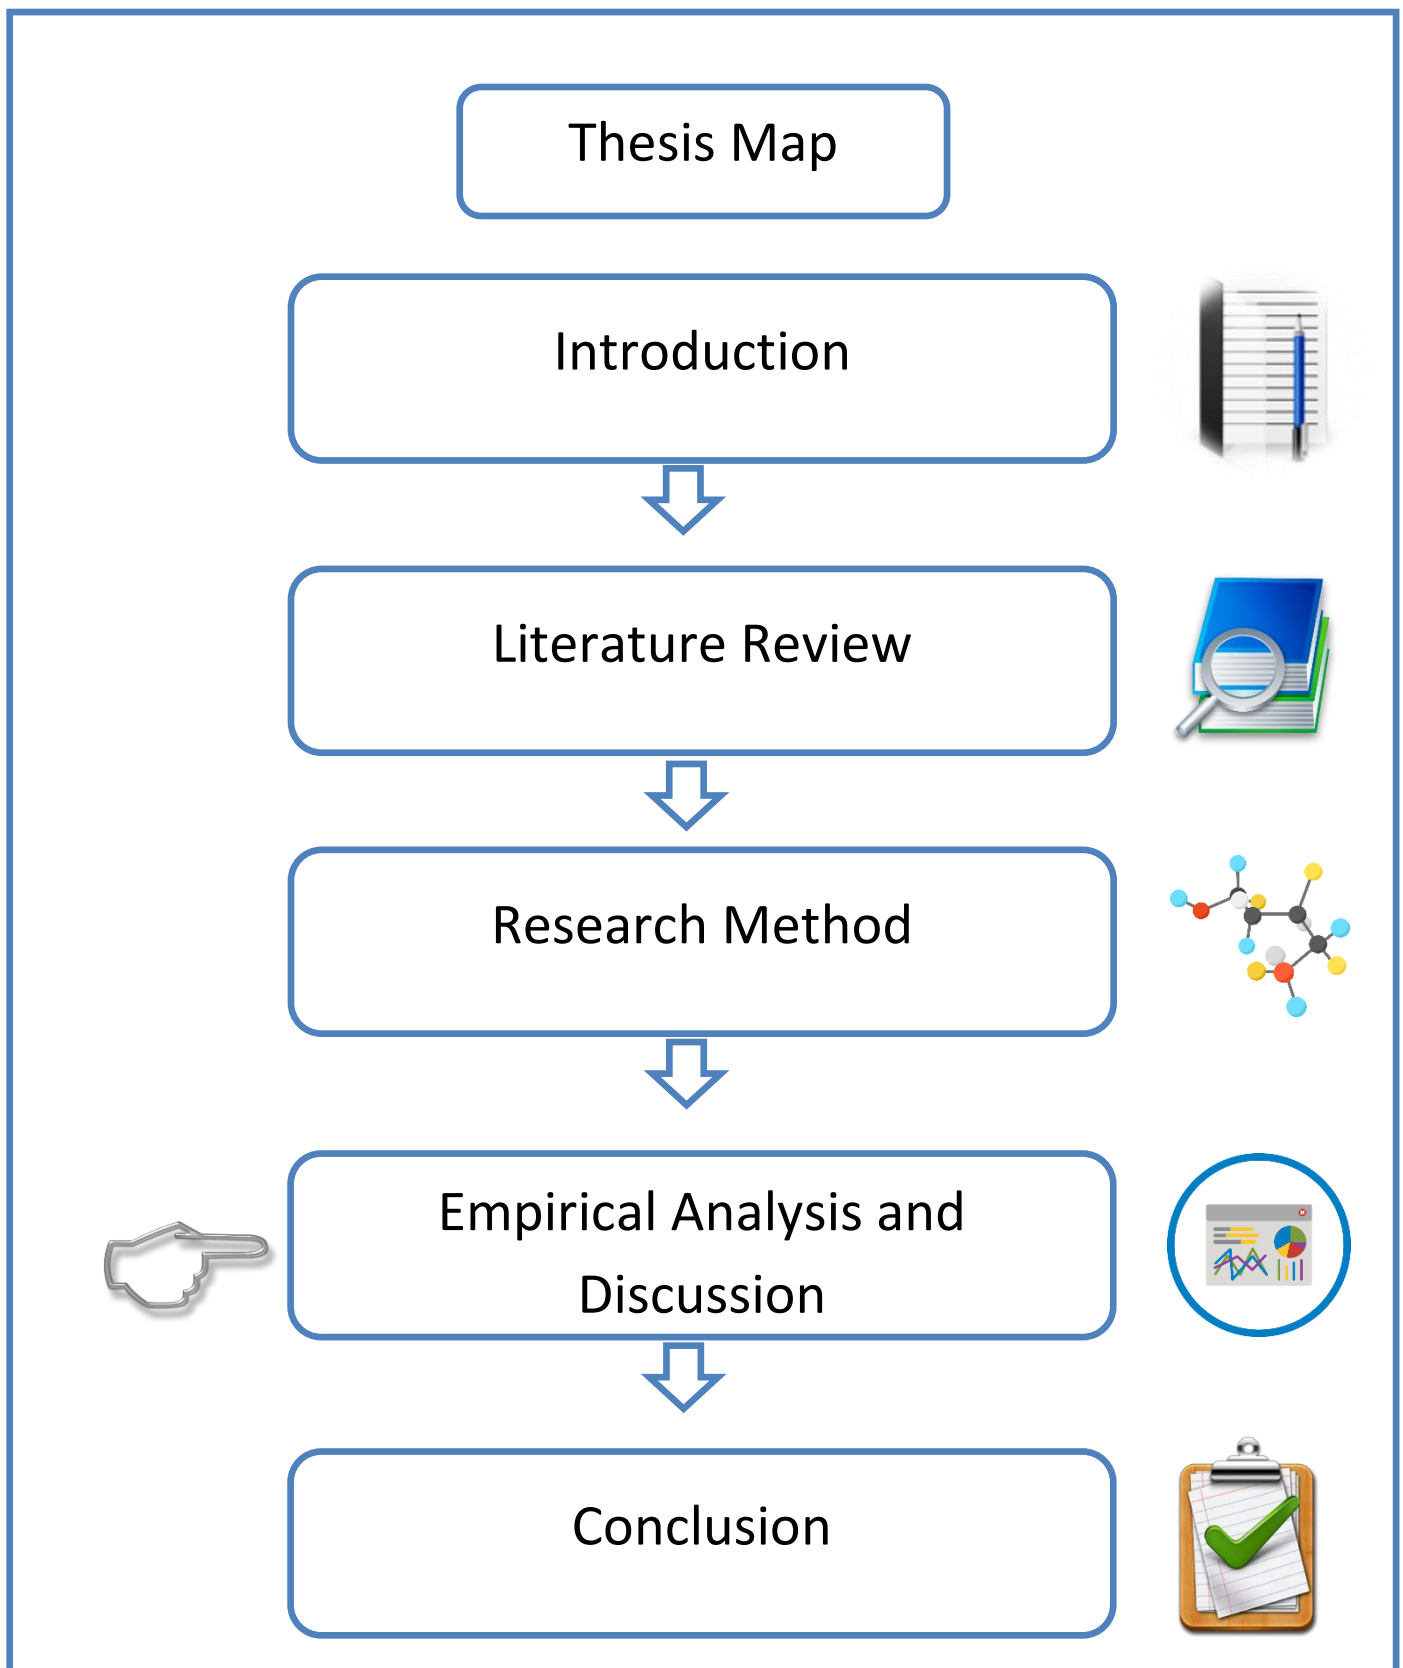 Thesis Map
Introduction
Literature Review
Research Method
Empirical Analysis and
Discussion
Conclusion